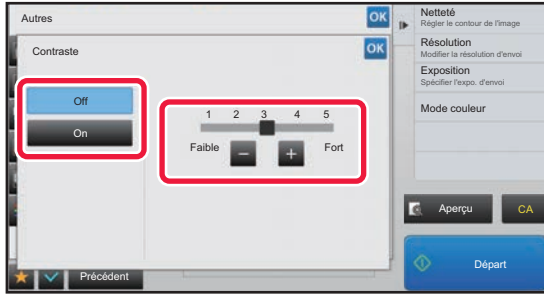 Autres
OK
Contraste
OK
Off
On
1 2 3 4 5
Faible
−
+
Fort
Précédent
Netteté
Régler le contour de l'image
Résolution
Modifier la résolution d'envoi
Exposition
Spécifier l'expo. d'envoi
Mode couleur
Aperçu
CA
Départ